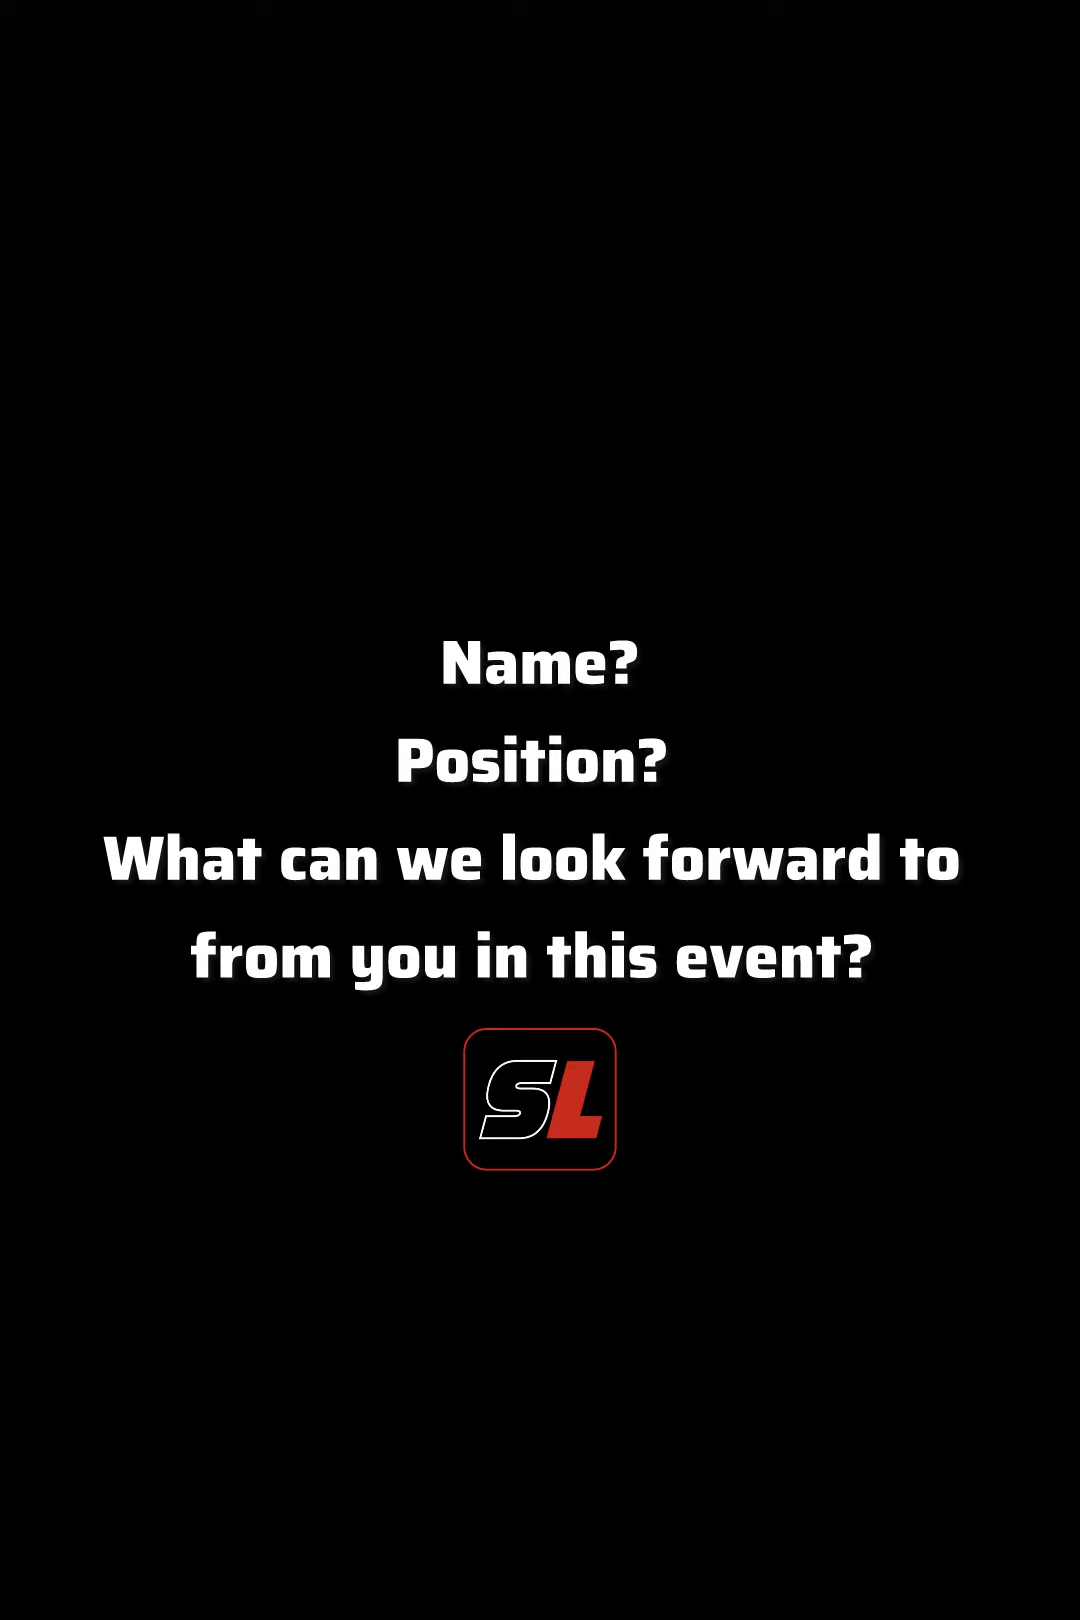 Name?
Position?
What can we look forward to
from you in this event?
SL